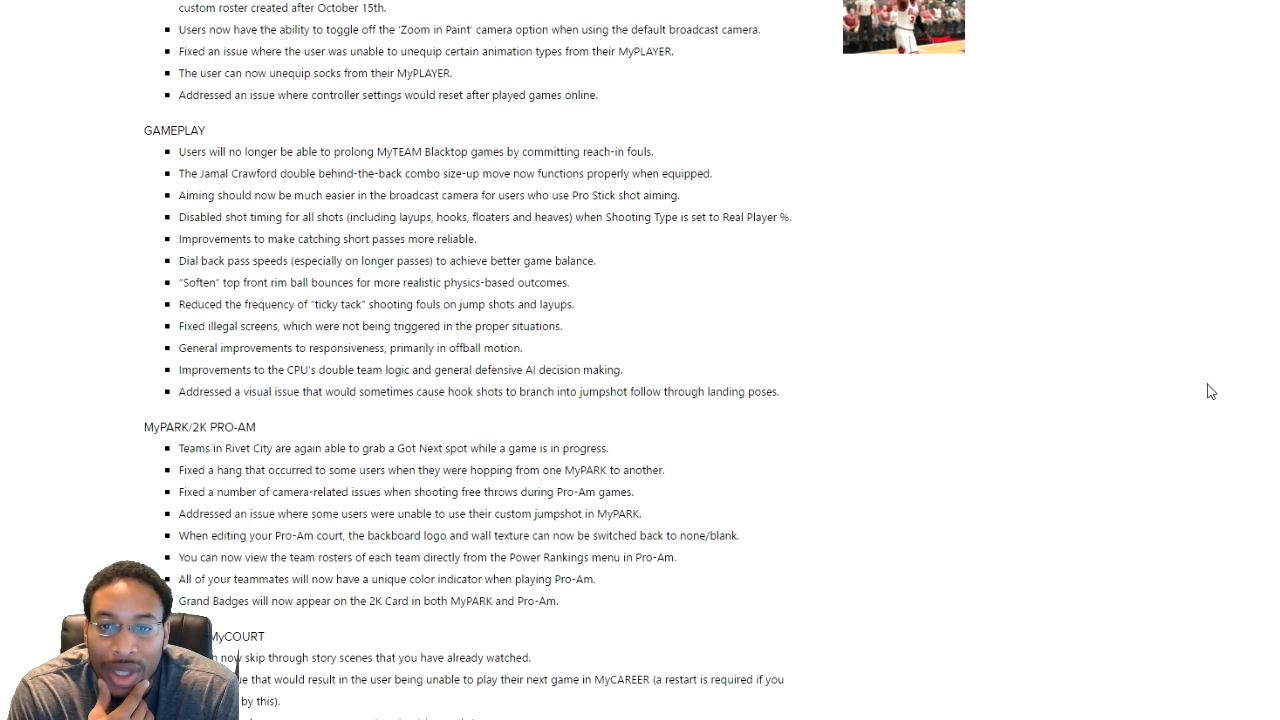 custom roster created after October 15th.
Users now have the ability to toggle off the 'Zoom in Paint' camera option when using the default broadcast camera.
Fixed an issue where the user was unable to unequip certain animation types from their MyPLAYER.
The user can now unequip socks from their MyPLAYER.
Addressed an issue where controller settings would reset after played games online.
GAMEPLAY
Users will no longer be able to prolong MyTEAM Blacktop games by committing reach-in fouls.
The Jamal Crawford double behind-the-back combo size-up move now functions properly when equipped.
Aiming should now be much easier in the broadcast camera for users who use Pro Stick shot aiming.
Disabled shot timing for all shots (including layups, hooks, floaters and heaves) when Shooting Type is set to Real Player %.
Improvements to make catching short passes more reliable.
Dial back pass speeds (especially on longer passes) to achieve better game balance.
“Soften” top front rim ball bounces for more realistic physics-based outcomes.
Reduced the frequency of “ticky tack” shooting fouls on jump shots and layups.
Fixed illegal screens, which were not being triggered in the proper situations.
General improvements to responsiveness, primarily in offball motion.
Improvements to the CPU's double team logic and general defensive AI decision making.
Addressed a visual issue that would sometimes cause hook shots to branch into jumpshot follow through landing poses.
MyPARK/2K PRO-AM
Teams in Rivet City are again able to grab a Got Next spot while a game is in progress.
Fixed a hang that occurred to some users when they were hopping from one MyPARK to another.
Fixed a number of camera-related issues when shooting free throws during Pro-Am games.
Addressed an issue where some users were unable to use their custom jumpshot in MyPARK.
When editing your Pro-Am court, the backboard logo and wall texture can now be switched back to none/blank.
You can now view the team rosters of each team directly from the Power Rankings menu in Pro-Am.
All of your teammates will now have a unique color indicator when playing Pro-Am.
Grand Badges will now appear on the 2K Card in both MyPARK and Pro-Am.
MyCOURT
now skip through story scenes that you have already watched.
that would result in the user being unable to play their next game in MyCAREER (a restart is required if you
by this).